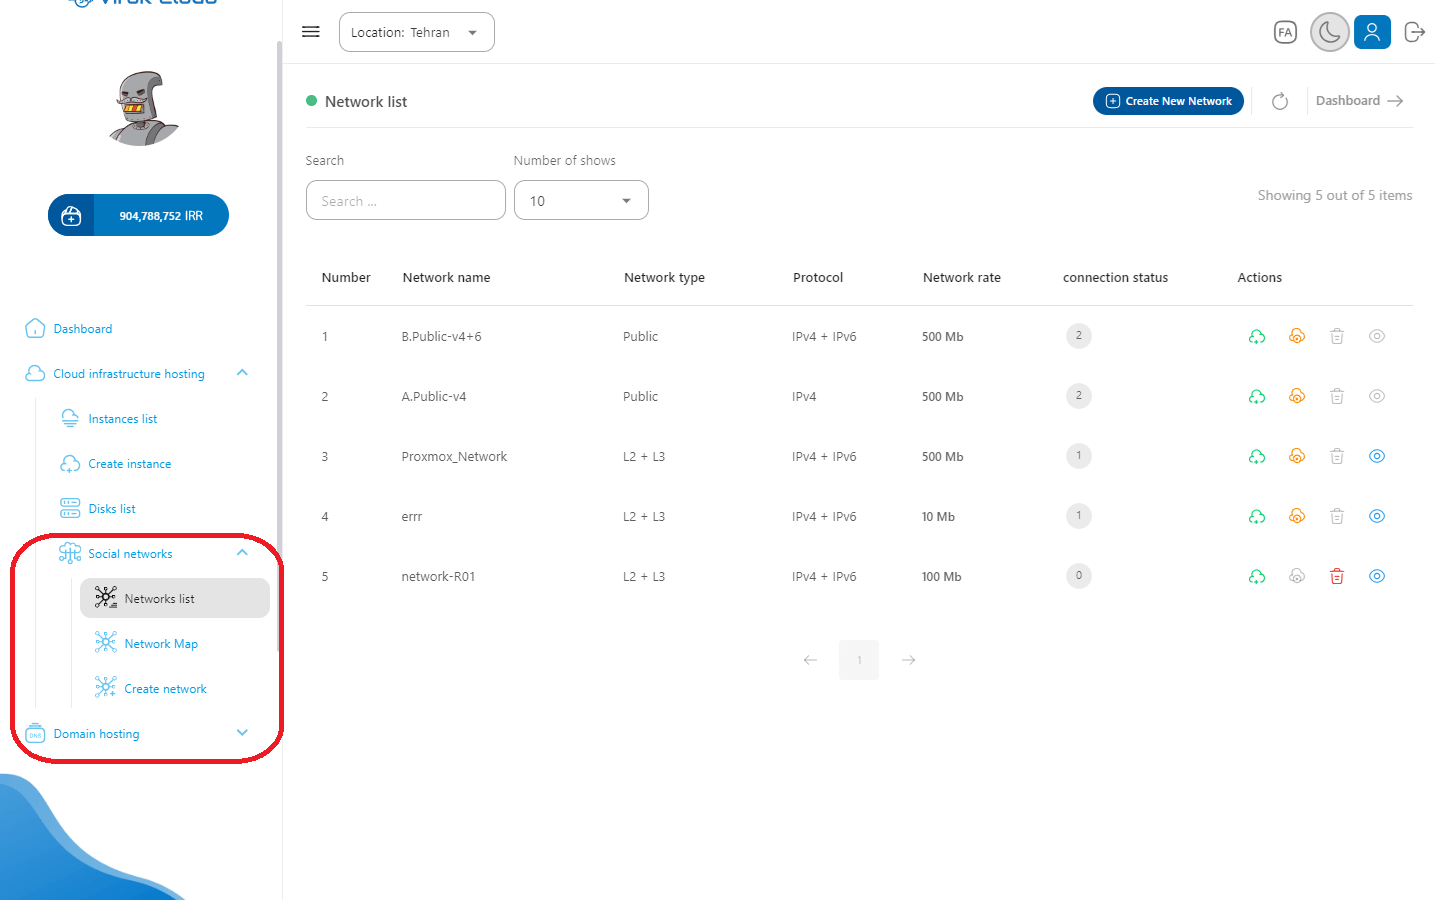 Location: Tehran
FA
904,788,752 IRR
Dashboard
Cloud infrastructure hosting
Instances list
Create instance
Disks list
Social networks
Networks list
Network Map
Create network
Domain hosting
DNS
Network list
Create New Network
Dashboard
Search
Number of shows
Search ...
10
Showing 5 out of 5 items
Number Network name Network type Protocol Network rate connection status Actions
1 B.Public-v4+6 Public IPv4 + IPv6 500 Mb 2
2 A.Public-v4 Public IPv4 500 Mb 2
3 Proxmox_Network L2 + L3 IPv4 + IPv6 500 Mb 1
4 errr L2 + L3 IPv4 + IPv6 10 Mb 1
5 network-R01 L2 + L3 IPv4 + IPv6 100 Mb 0
1